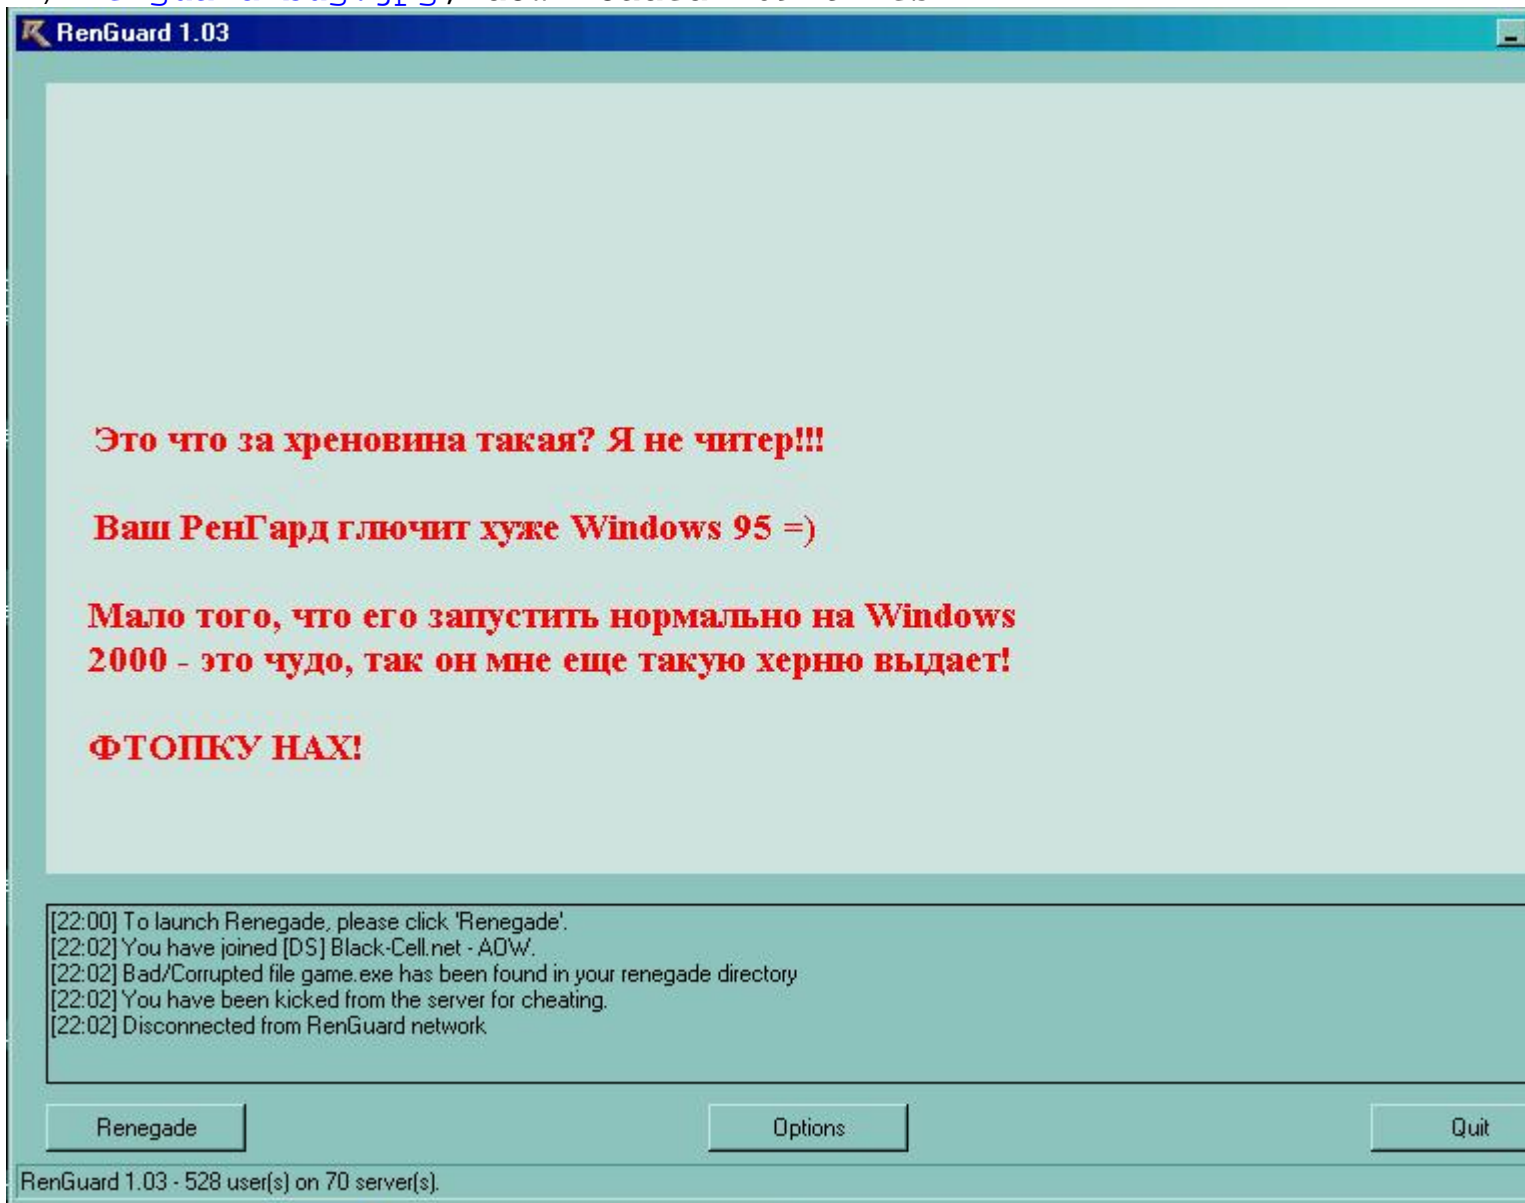 RenGuard 1.03
Это что за хреновина такая? Я не читер!!!
Ваш РенГард глючит хуже Windows 95 =)
Мало того, что его запустить нормально на Windows
2000 - это чудо, так он мне еще такую херню выдает!
ФТОПКУ НАХ!
[22:00] To launch Renegade, please click 'Renegade'.
[22:02] You have joined [DS] Black-Cell.net - AOW.
[22:02] Bad/Corrupted file game.exe has been found in your renegade directory
[22:02] You have been kicked from the server for cheating.
[22:02] Disconnected from RenGuard network
Renegade
Options
Quit
RenGuard 1.03 - 528 user(s) on 70 server(s).